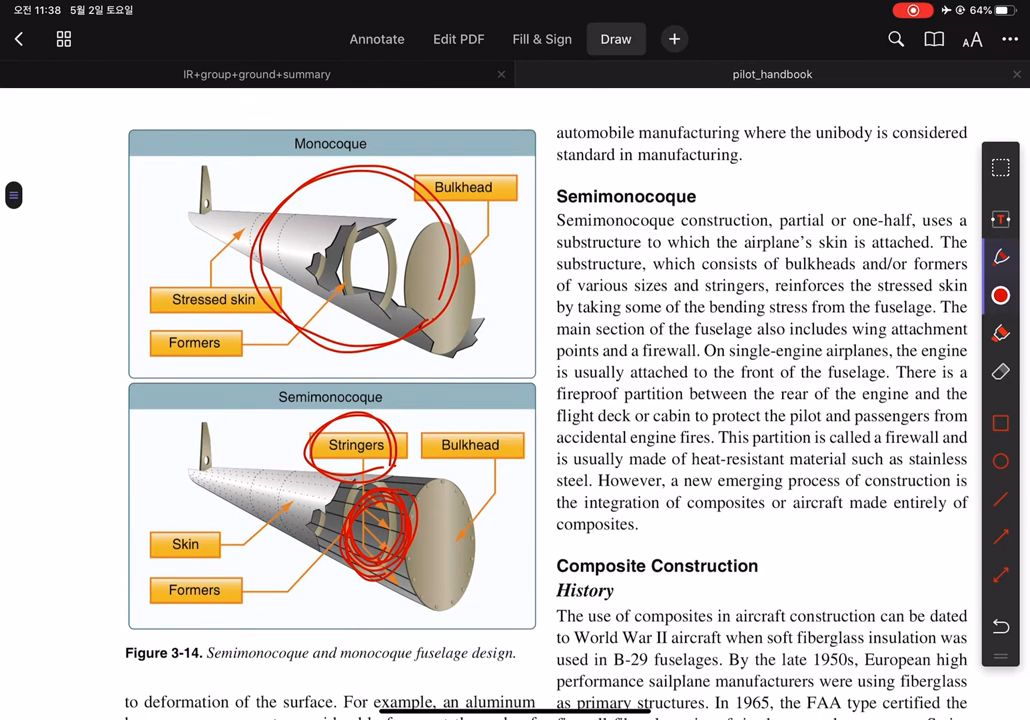 오전 11:38 5월 2일 토요일
64%
Annotate Edit PDF Fill & Sign Draw
AA
IR+group+ground+summary
pilot_handbook
Monocoque
Bulkhead
Stressed skin
Formers
Semimonocoque
Stringers
Bulkhead
Skin
Formers
Figure 3-14. Semimonocoque and monocoque fuselage design.
to deformation of the surface. For example, an aluminum
automobile manufacturing where the unibody is considered
standard in manufacturing.
Semimonocoque
Semimonocoque construction, partial or one-half, uses a
substructure to which the airplane's skin is attached. The
substructure, which consists of bulkheads and/or formers
of various sizes and stringers, reinforces the stressed skin
by taking some of the bending stress from the fuselage. The
main section of the fuselage also includes wing attachment
points and a firewall. On single-engine airplanes, the engine
is usually attached to the front of the fuselage. There is a
fireproof partition between the rear of the engine and the
flight deck or cabin to protect the pilot and passengers from
accidental engine fires. This partition is called a firewall and
is usually made of heat-resistant material such as stainless
steel. However, a new emerging process of construction is
the integration of composites or aircraft made entirely of
composites.
Composite Construction
History
The use of composites in aircraft construction can be dated
to World War II aircraft when soft fiberglass insulation was
used in B-29 fuselages. By the late 1950s, European high
performance sailplane manufacturers were using fiberglass
as primary structures. In 1965, the FAA type certified the
T